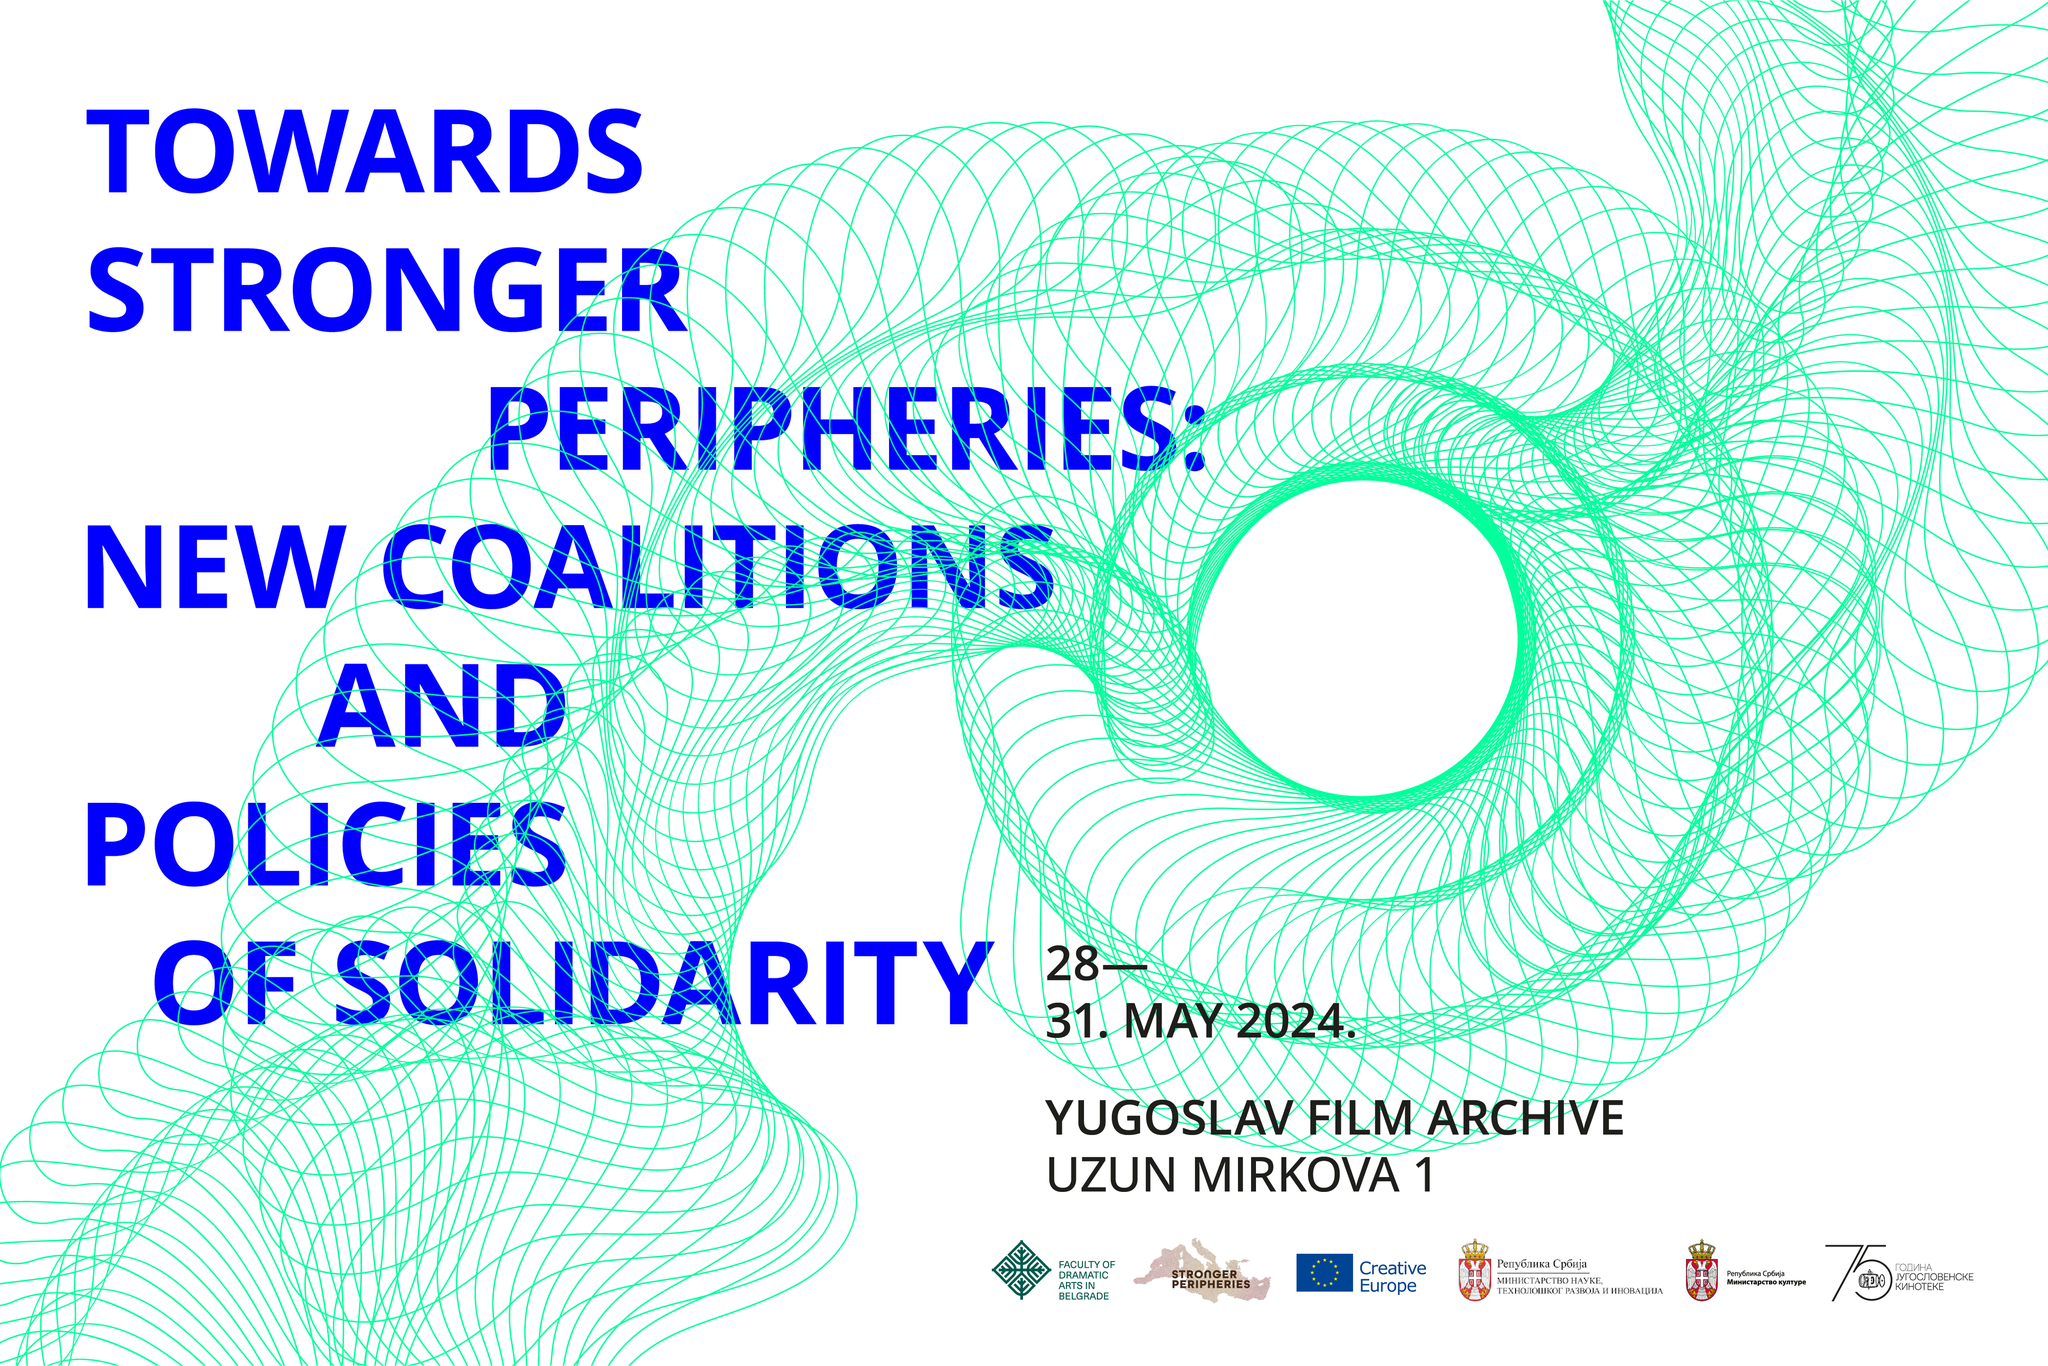 TOWARDS
STRONGER
PERIPHERIES:
NEW COALITIONS
AND
POLICIES
OF SOLIDARITY
28—
31. MAY 2024.
YUGOSLAV FILM ARCHIVE
UZUN MIRKOVA 1
FACULTY OF
DRAMATIC
ARTS IN
BELGRADE
STRONGER
PERIPHERIES
Creative
Europe
Република Србија
МИНИСТАРСТВО НАУКЕ,
ТЕХНОЛОШКОГ РАЗВОЈА И ИНОВАЦИЈА
Република Србија
Министарство културе
75
ГОДИНА
ЈУГОСЛОВЕНСКЕ
КИНОТЕКЕ